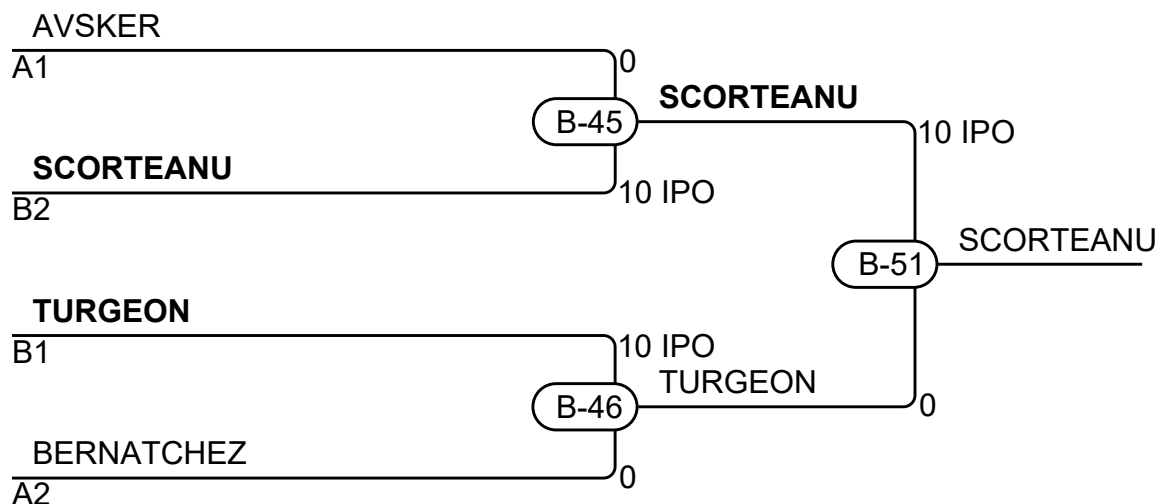 AVSKER
A1
0
B-45
SCORTEANU
10 IPO
SCORTEANU
B2
10 IPO
B-51
SCORTEANU
TURGEON
B1
10 IPO
B-46
TURGEON
0
BERNATCHEZ
A2
0